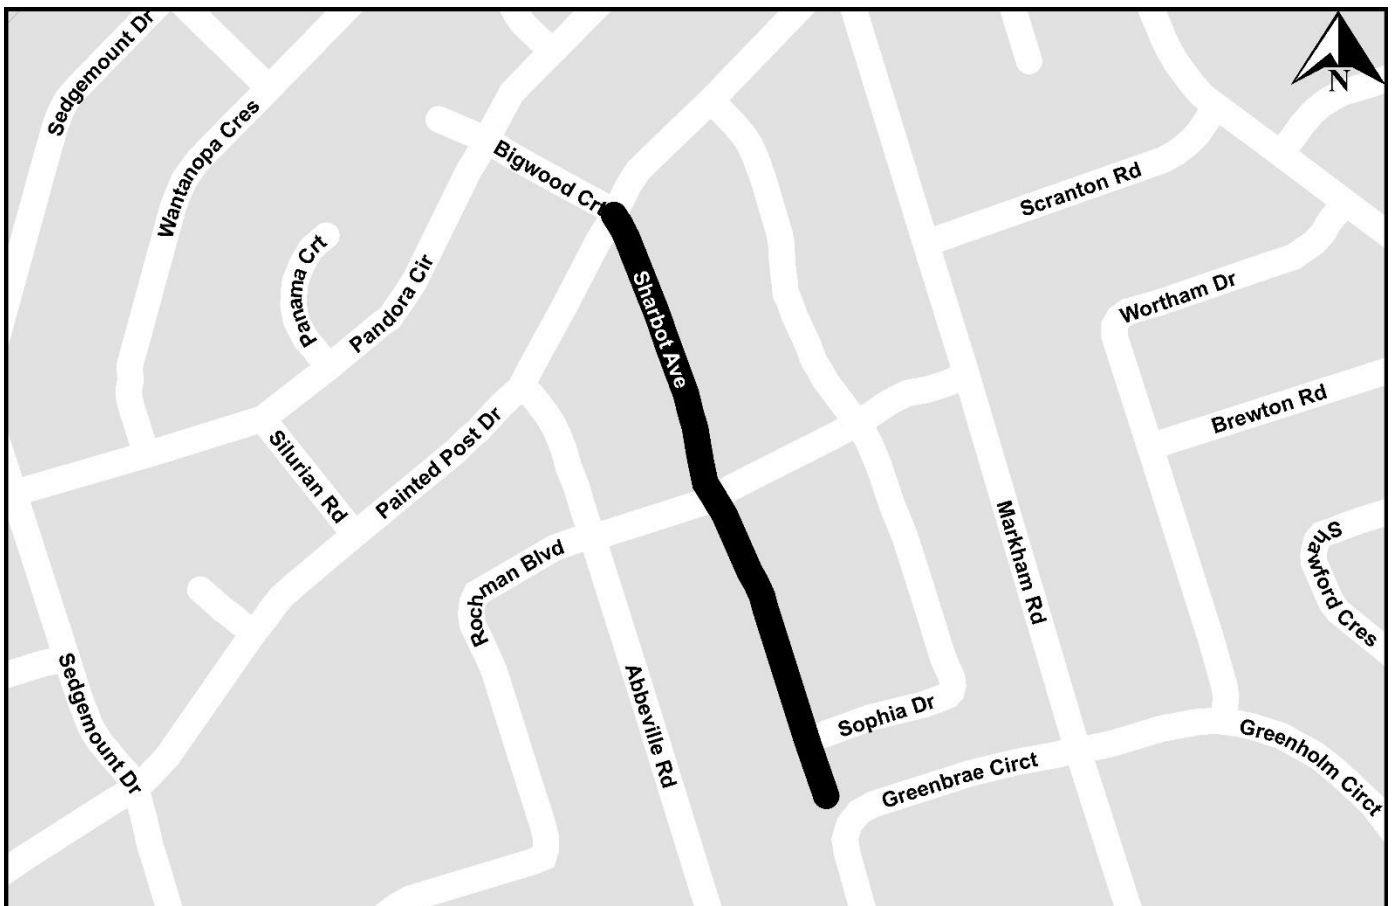 Sedgemount Dr
N
Wantanopa Cres
Bigwood Crt
Scranton Rd
Panama Crt
Pandora Cir
Sharbot Ave
Wortham Dr
Brewton Rd
Silurian Rd
Painted Post Dr
Rochman Blvd
Markham Rd
Shawford Cres
Sedgemount Dr
Abbeville Rd
Sophia Dr
Greenbrae Circt
Greenholm Circt